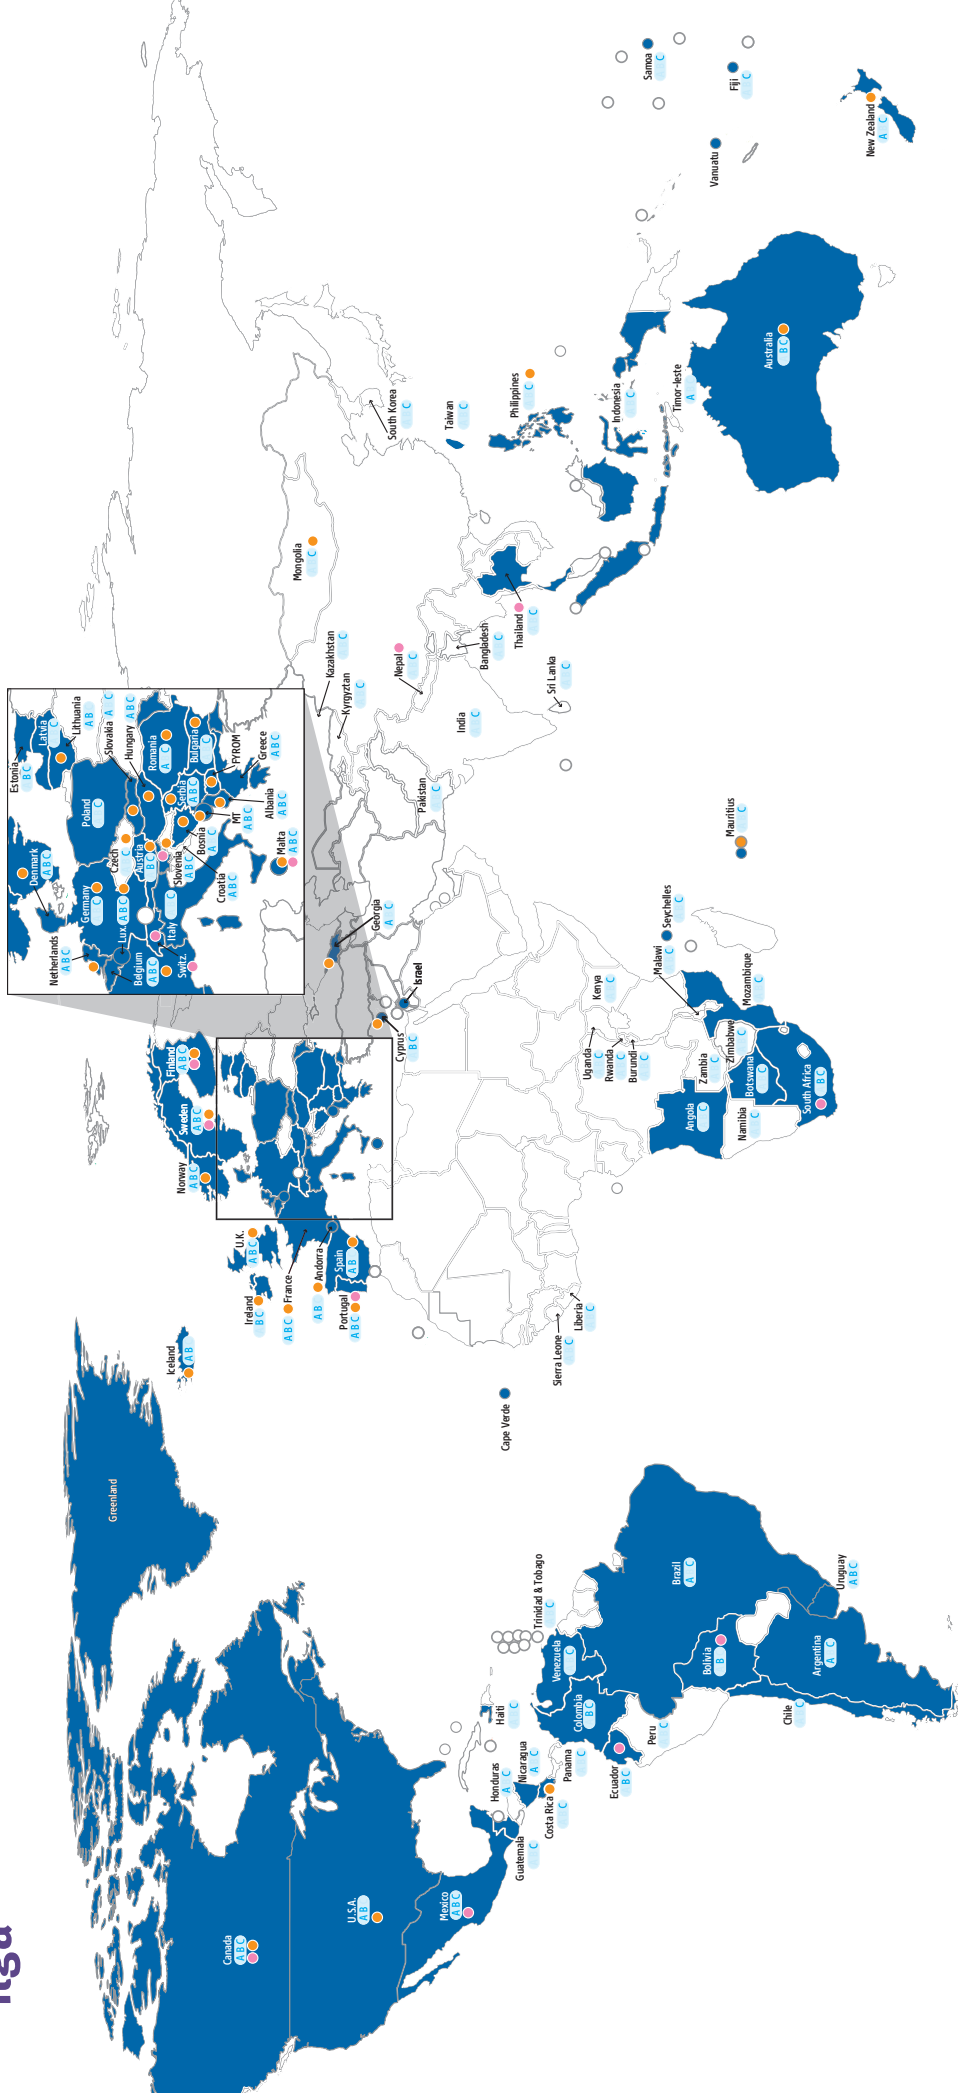 Canada
A B C
U.S.A.
A B
Mexico
A B C
Greenland
Guatemala
C
Honduras
A C
Nicaragua
A C
Costa Rica
C
Panama
C
Haiti
C
Trinidad & Tobago
C
Venezuela
C
Colombia
B C
Ecuador
B C
Peru
C
Bolivia
B
Brazil
A C
Chile
C
Argentina
A C
Uruguay
A B C
Iceland
A B
Ireland
B C
U.K.
A B C
France
A B C
Andorra
A B
Portugal
A B C
Spain
A B
Norway
A B C
Sweden
A B C
Finland
A B C
Cape Verde
Sierra Leone
C
Liberia
C
Netherlands
A B C
Belgium
A B C
Lux.
A B C
Switz.
Denmark
A B C
Germany
C
Italy
C
Czech
C
Austria
B C
Slovenia
A B C
Croatia
A B C
Bosnia
A C
Poland
C
Estonia
B C
Latvia
C
Lithuania
A B
Slovakia
A C
Hungary
A B C
Romania
A C
Bulgaria
C
Serbia
A B C
FYROM
Greece
A B C
MT
A B C
Albania
A B C
Malta
A B C
Cyprus
B C
Israel
Georgia
A C
Uganda
C
Rwanda
C
Burundi
C
Kenya
C
Malawi
Seychelles
C
Angola
C
Zambia
C
Zimbabwe
Mozambique
C
Namibia
C
Botswana
C
South Africa
B C
Mauritius
C
Kazakhstan
C
Kyrgyztan
C
Pakistan
C
India
C
Nepal
C
Bangladesh
C
Sri Lanka
C
Thailand
C
Mongolia
C
South Korea
C
Taiwan
C
Philippines
C
Indonesia
C
Timor-leste
A
Australia
B C
Vanuatu
Samoa
C
Fiji
C
New Zealand
A C